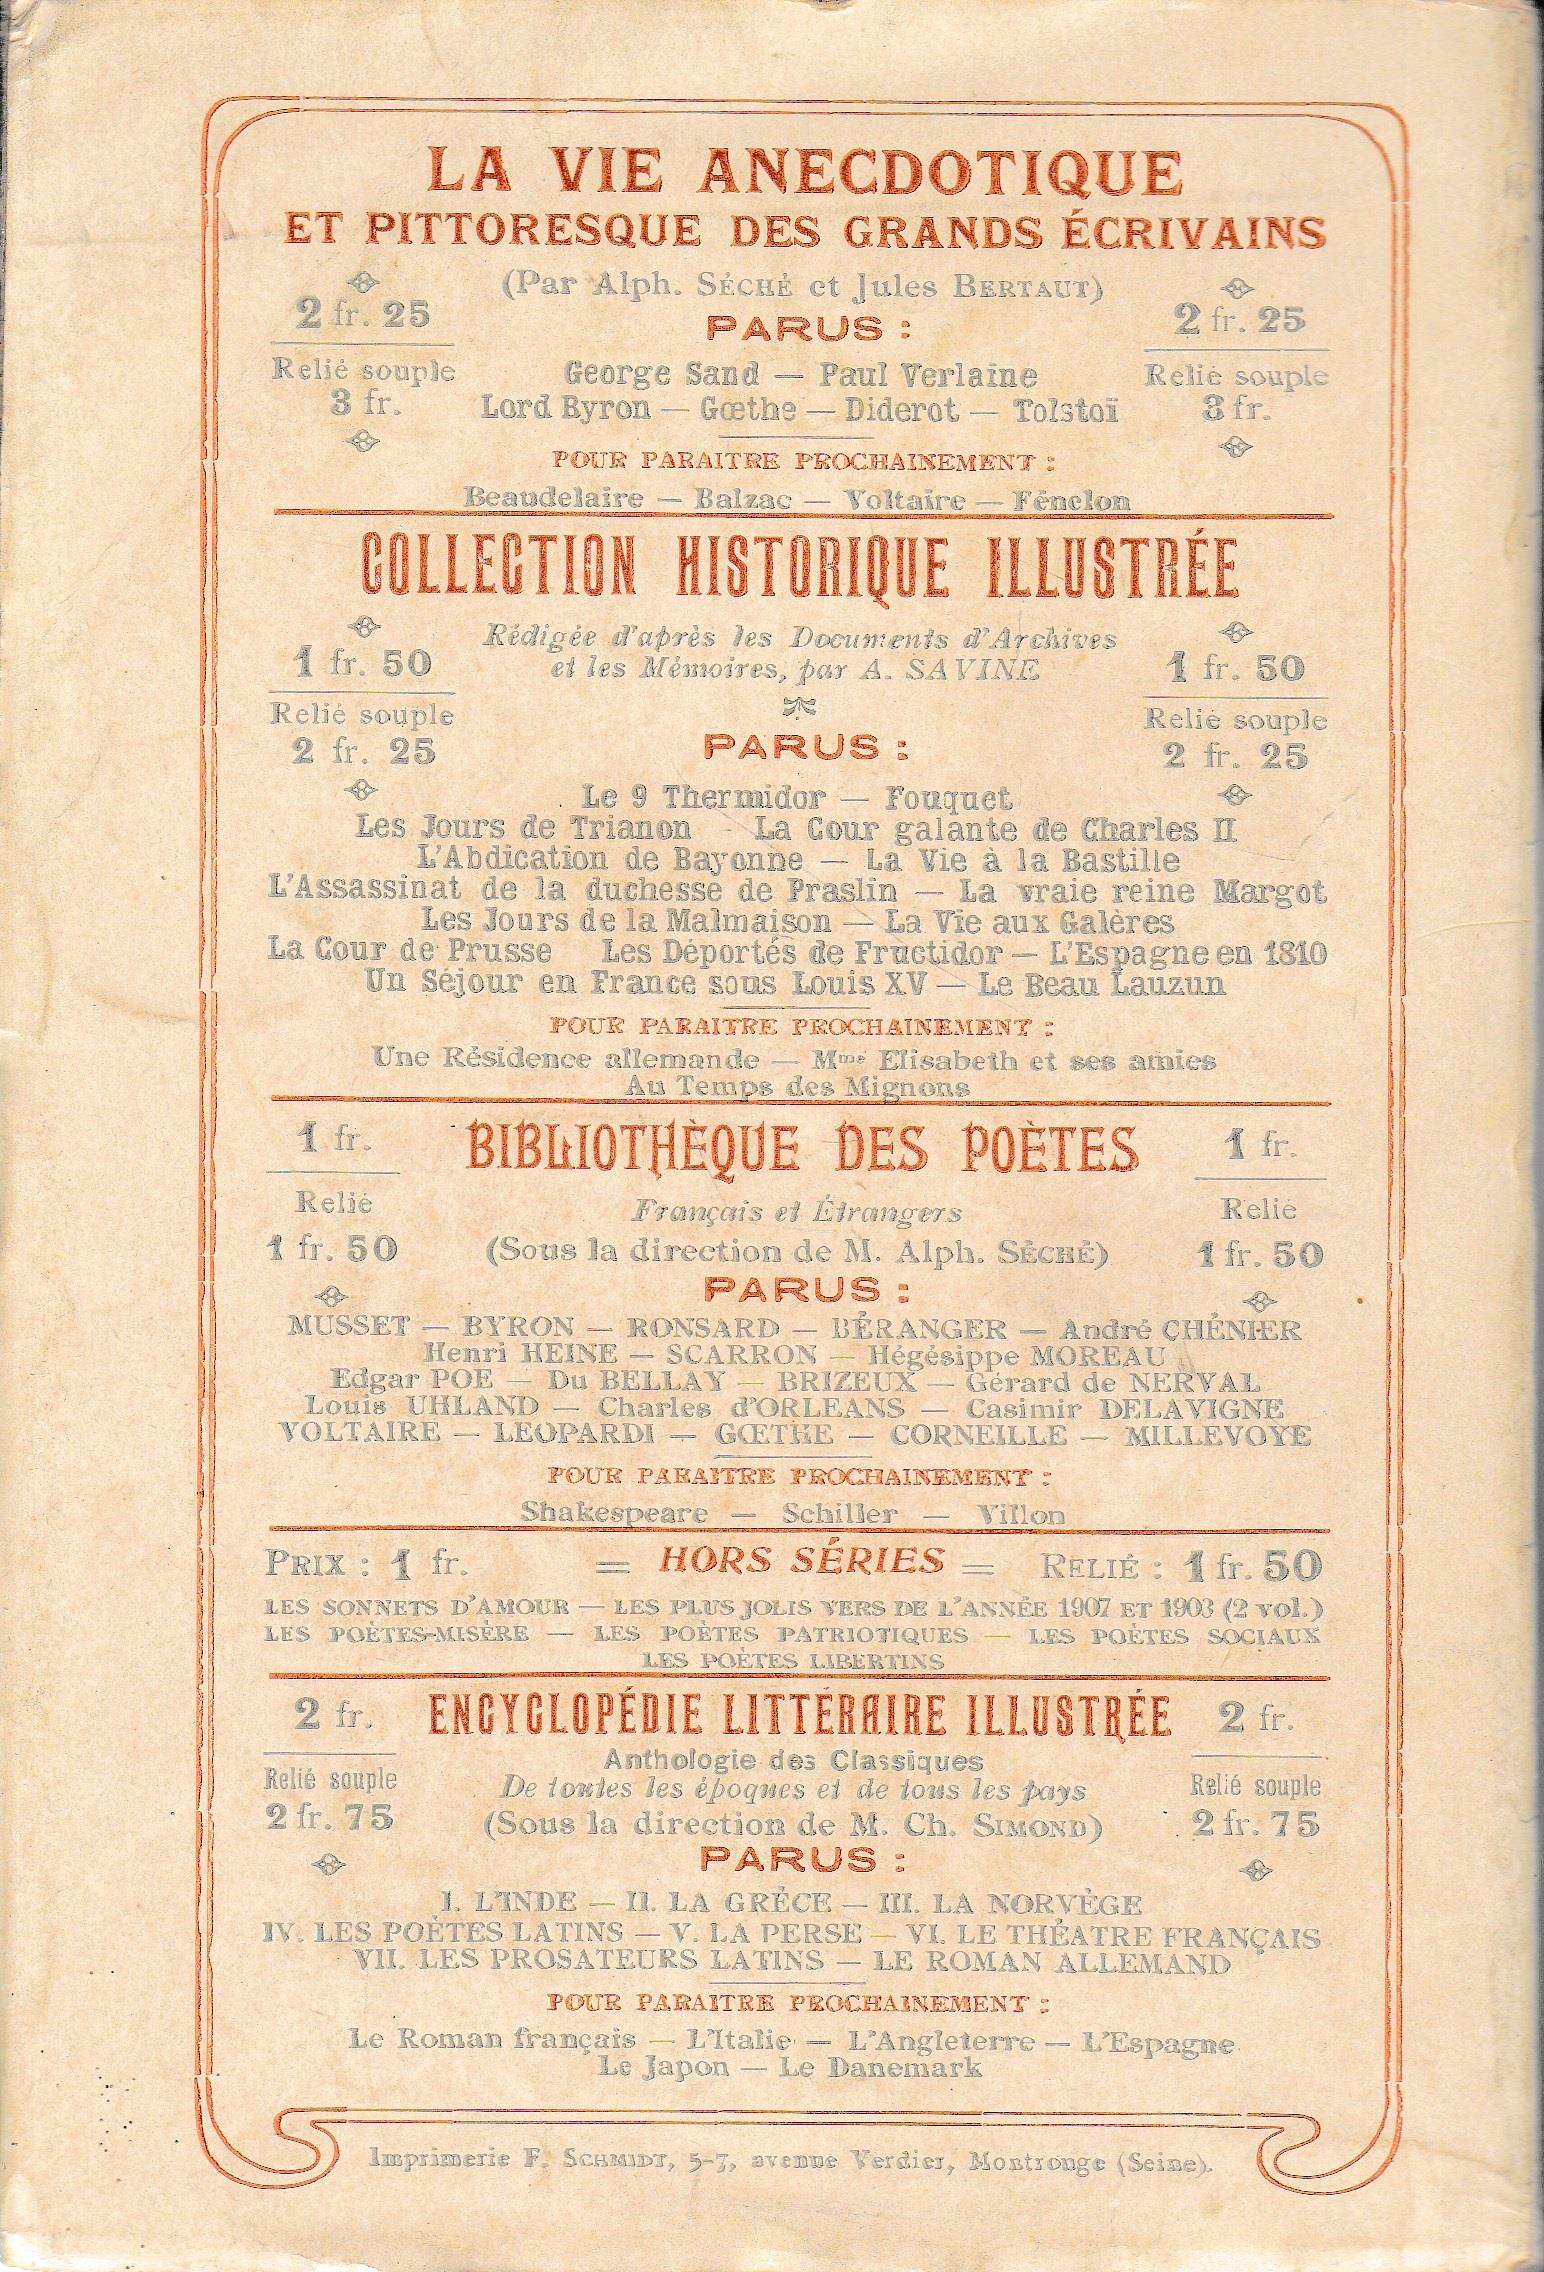 LA VIE ANECDOTIQUE
ET PITTORESQUE DES GRANDS ÉCRIVAINS
(Par Alph. SÉCHÉ et Jules BERTAUT)
2 fr. 25
2 fr. 25
PARUS :
Relié souple
Relié souple
3 fr.
3 fr.
George Sand — Paul Verlaine
Lord Byron — Gœthe — Diderot — Tolstoï
POUR PARAITRE PROCHAINEMENT :
Beaudelaire — Balzac — Voltaire — Fénelon
COLLECTION HISTORIQUE ILLUSTRÉE
Rédigée d'après les Documents d'Archives
et les Mémoires, par A. SAVINE
1 fr. 50
1 fr. 50
Relié souple
Relié souple
2 fr. 25
2 fr. 25
PARUS :
Le 9 Thermidor — Fouquet
Les Jours de Trianon - La Cour galante de Charles II
L'Abdication de Bayonne — La Vie à la Bastille
L'Assassinat de la duchesse de Praslin — La vraie reine Margot
Les Jours de la Malmaison — La Vie aux Galères
La Cour de Prusse Les Déportés de Fructidor — L'Espagne en 1810
Un Séjour en France sous Louis XV — Le Beau Lauzun
POUR PARAITRE PROCHAINEMENT :
Une Résidence allemande — Mme Elisabeth et ses amies
Au Temps des Mignons
1 fr.
BIBLIOTHÈQUE DES POÈTES
1 fr.
Relié
Français et Étrangers
Relié
1 fr. 50
(Sous la direction de M. Alph. SÉCHÉ)
1 fr. 50
PARUS :
MUSSET — BYRON — RONSARD — BÉRANGER — André CHÉNIER
Henri HEINE — SCARRON — Hégésippe MOREAU
Edgar POE — Du BELLAY — BRIZEUX — Gérard de NERVAL
Louis UHLAND — Charles d'ORLEANS — Casimir DELAVIGNE
VOLTAIRE — LEOPARDI — GŒTHE — CORNEILLE — MILLEVOYE
POUR PARAITRE PROCHAINEMENT :
Shakespeare — Schiller — Villon
PRIX : 1 fr. = HORS SÉRIES = RELIÉ : 1 fr. 50
LES SONNETS D'AMOUR — LES PLUS JOLIS VERS DE L'ANNÉE 1907 ET 1903 (2 vol.)
LES POÈTES-MISÈRE — LES POÈTES PATRIOTIQUES — LES POÈTES SOCIAUX
LES POÈTES LIBERTINS
2 fr.
ENCYCLOPÉDIE LITTÉRAIRE ILLUSTRÉE
2 fr.
Anthologie des Classiques
Relié souple
De toutes les époques et de tous les pays
Relié souple
2 fr. 75
(Sous la direction de M. Ch. SIMOND)
2 fr. 75
PARUS :
I. L'INDE — II. LA GRÈCE — III. LA NORVÈGE
IV. LES POÈTES LATINS — V. LA PERSE — VI. LE THÉATRE FRANÇAIS
VII. LES PROSATEURS LATINS — LE ROMAN ALLEMAND
POUR PARAITRE PROCHAINEMENT :
Le Roman français — L'Italie — L'Angleterre — L'Espagne
Le Japon — Le Danemark
Imprimerie F. SCHMIDT, 5-7, avenue Verdier, Montrouge (Seine).